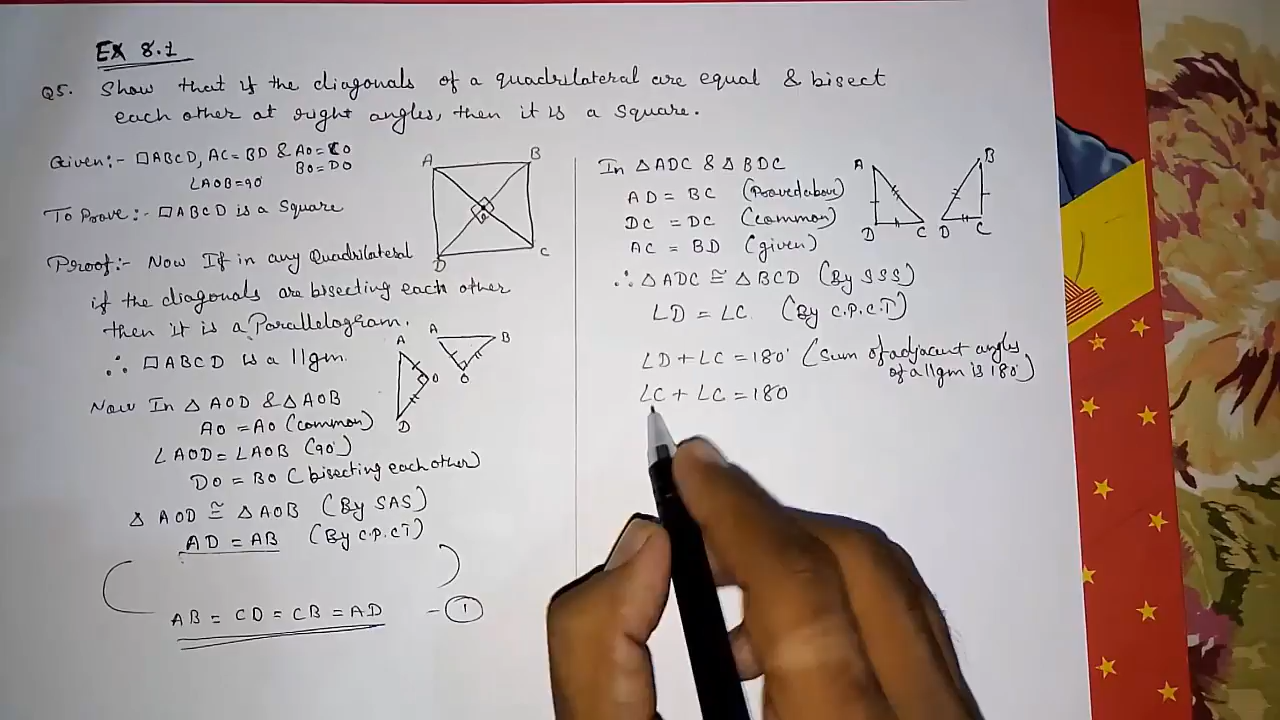 EX 8.1
Q5. Show that if the diagonals of a quadrilateral are equal & bisect
each other at right angles, then it is a square.
Given:- □ABCD, AC = BD & AO = CO
BO = DO
∠AOB = 90°
To Prove:- □ABCD is a Square
Proof:- Now If in any Quadrilateral
if the diagonals are bisecting each other
then it is a Parallelogram.
∴ □ABCD is a ||gm.
Now In △AOD & △AOB
AO = AO (common)
∠AOD = ∠AOB (90°)
DO = BO (bisecting each other)
△ AOD ≅ △AOB (By SAS)
AD = AB (By C.P.CT)
AB = CD = CB = AD - ①
A
B
D
C
A
O
D
A
B
O
In △ADC & △BDC
AD = BC (Proved above)
DC = DC (common)
AC = BD (given)
∴ △ADC ≅ △BCD (By SSS)
∠D = ∠C (By C.P.C.T)
∠D + ∠C = 180° (Sum of adjacent angles
of a ||gm is 180°)
∠C + ∠C = 180
A
D
C
B
D
C